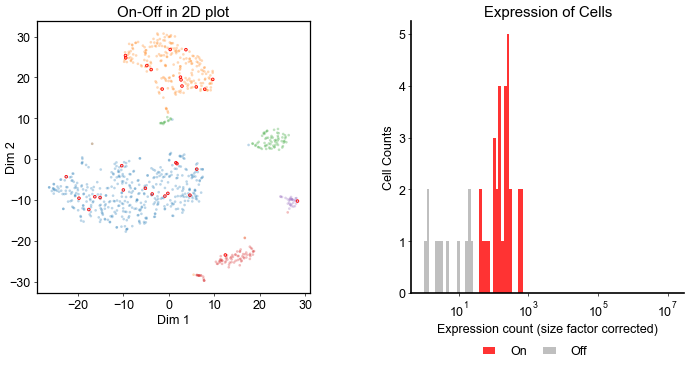 On-Off in 2D plot
30
20
10
0
−10
−20
−30
Dim 2
−20 −10 0 10 20 30
Dim 1
Expression of Cells
5
4
3
2
1
0
Cell Counts
10^1 10^3 10^5 10^7
Expression count (size factor corrected)
On Off